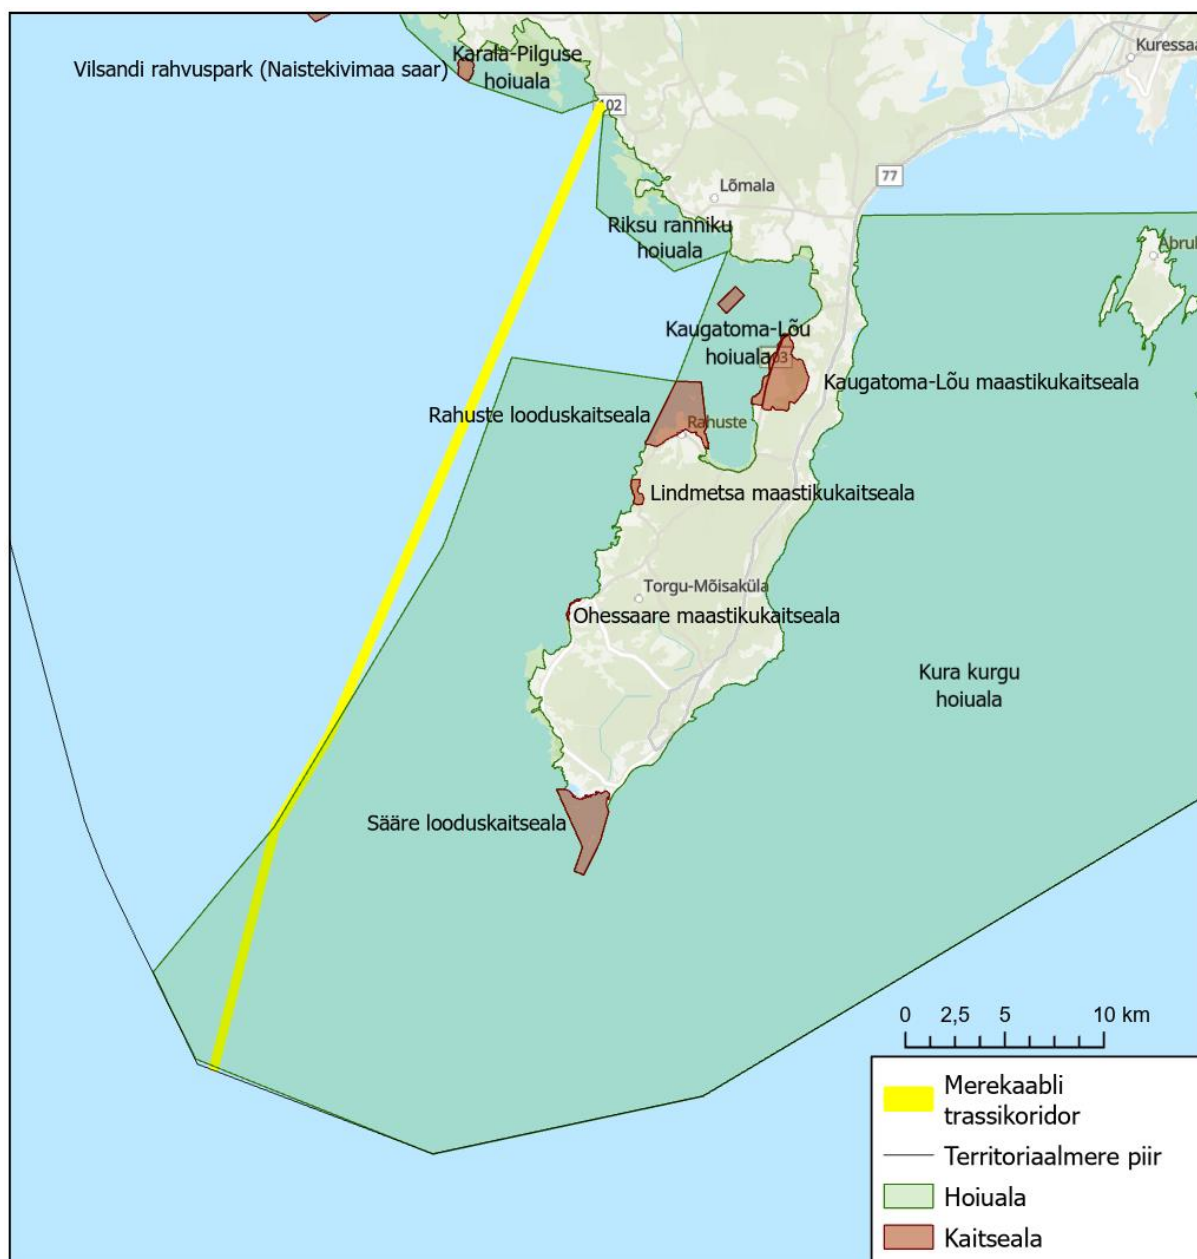 Karala-Pilguse
hoiuala
Vilsandi rahvuspark (Naistekivimaa saar)
102
Kuressaa
77
Lõmala
Riksu ranniku
hoiuala
Abrul
Kaugatoma-Lõu
hoiuala
Kaugatoma-Lõu maastikukaitseala
Rahuste looduskaitseala
Rahuste
Lindmetsa maastikukaitseala
Torgu-Mõisaküla
Ohessaare maastikukaitseala
Kura kurgu
hoiuala
Sääre looduskaitseala
0 2,5 5 10 km
Merekaabli
trassikoridor
Territoriaalmere piir
Hoiuala
Kaitseala